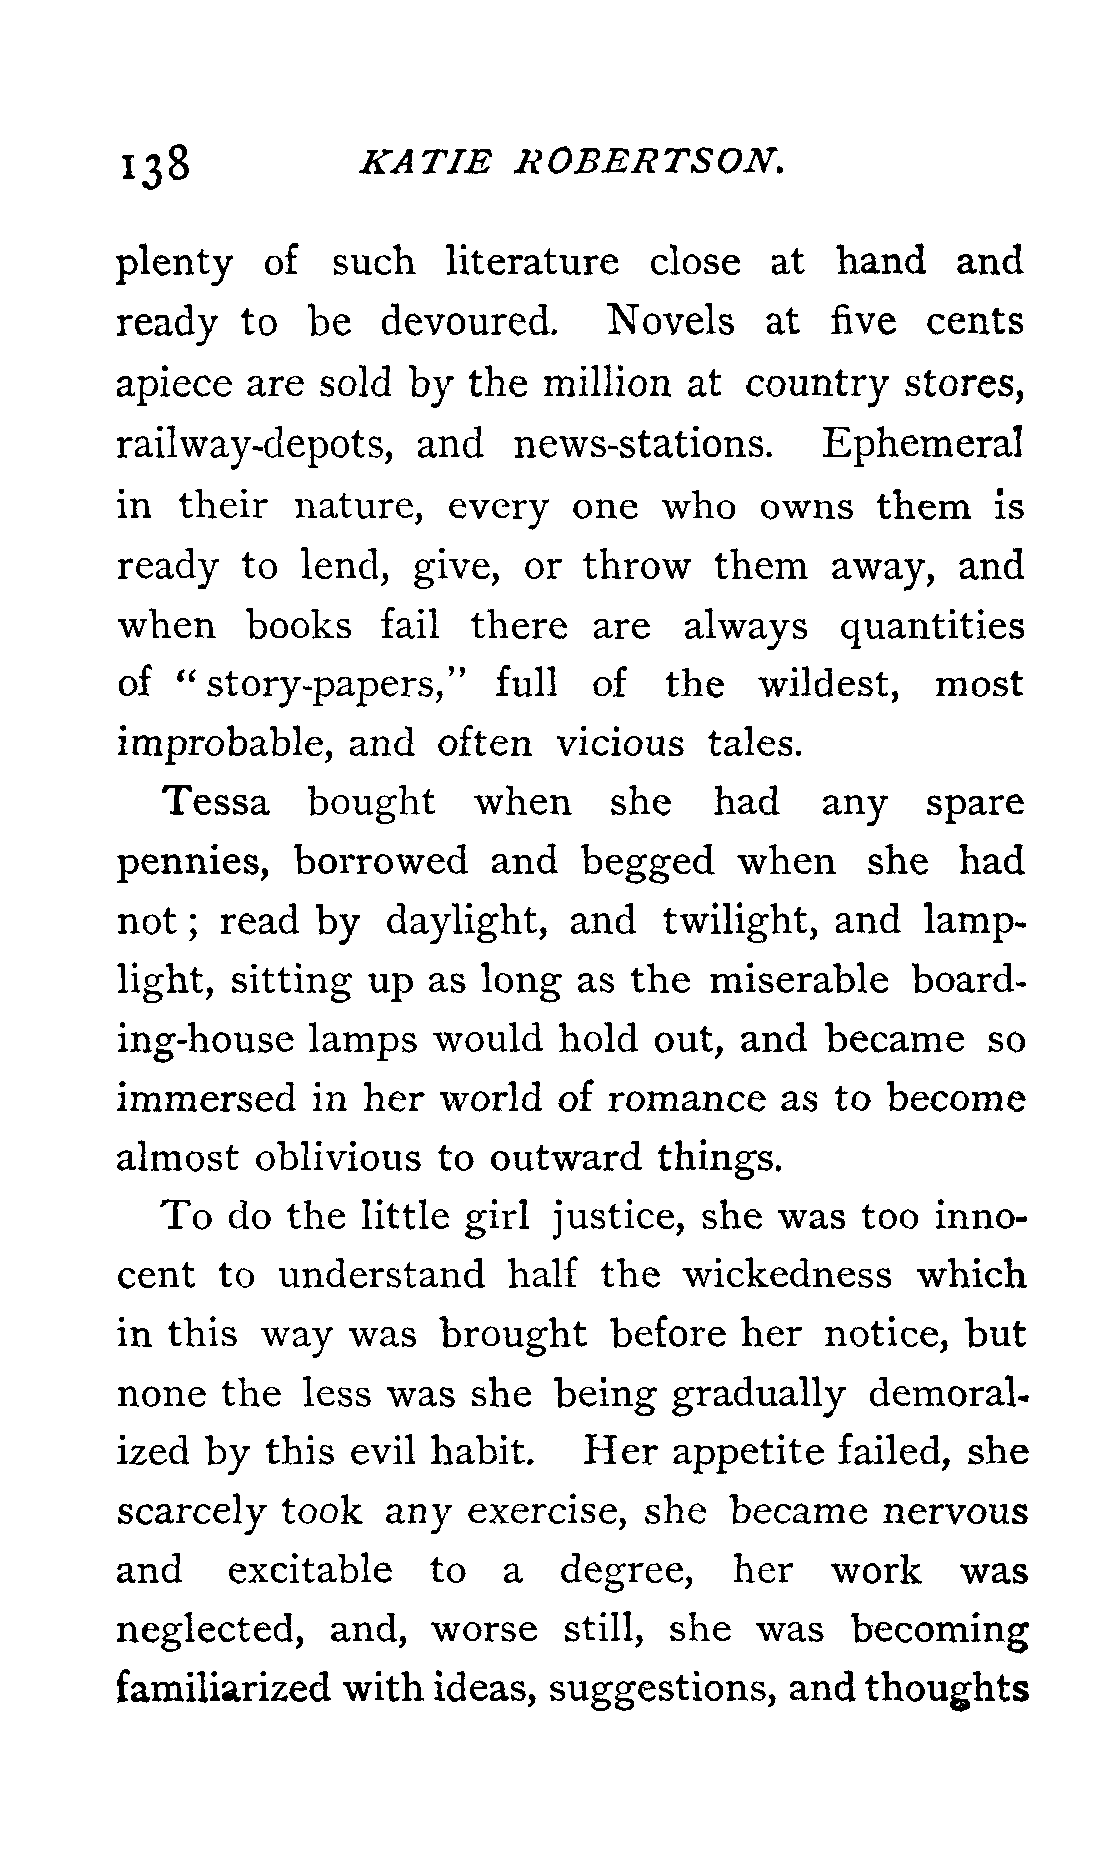 138 KATIE ROBERTSON.
plenty of such literature close at hand and
ready to be devoured. Novels at five cents
apiece are sold by the million at country stores,
railway-depots, and news-stations. Ephemeral
in their nature, every one who owns them is
ready to lend, give, or throw them away, and
when books fail there are always quantities
of “story-papers,” full of the wildest, most
improbable, and often vicious tales.
Tessa bought when she had any spare
pennies, borrowed and begged when she had
not; read by daylight, and twilight, and lamp-
light, sitting up as long as the miserable board-
ing-house lamps would hold out, and became so
immersed in her world of romance as to become
almost oblivious to outward things.
To do the little girl justice, she was too inno-
cent to understand half the wickedness which
in this way was brought before her notice, but
none the less was she being gradually demoral-
ized by this evil habit. Her appetite failed, she
scarcely took any exercise, she became nervous
and excitable to a degree, her work was
neglected, and, worse still, she was becoming
familiarized with ideas, suggestions, and thoughts